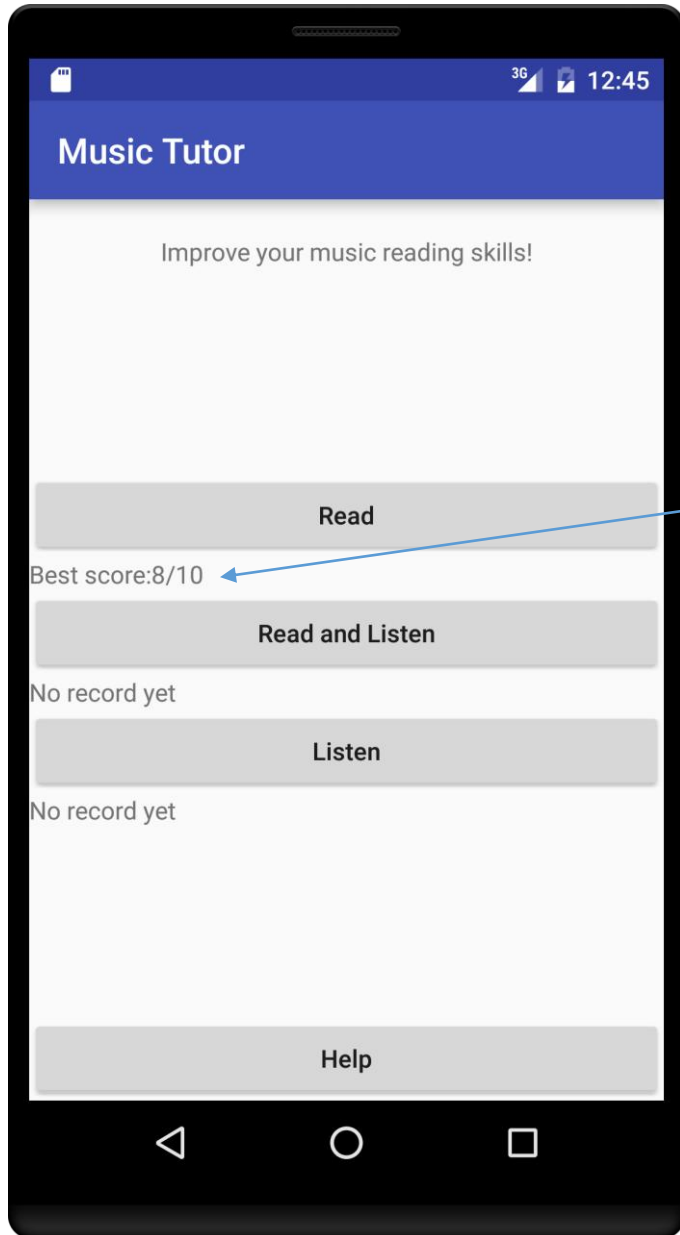 3G 12:45
Music Tutor
Improve your music reading skills!
Read
Best score:8/10
Read and Listen
No record yet
Listen
No record yet
Help